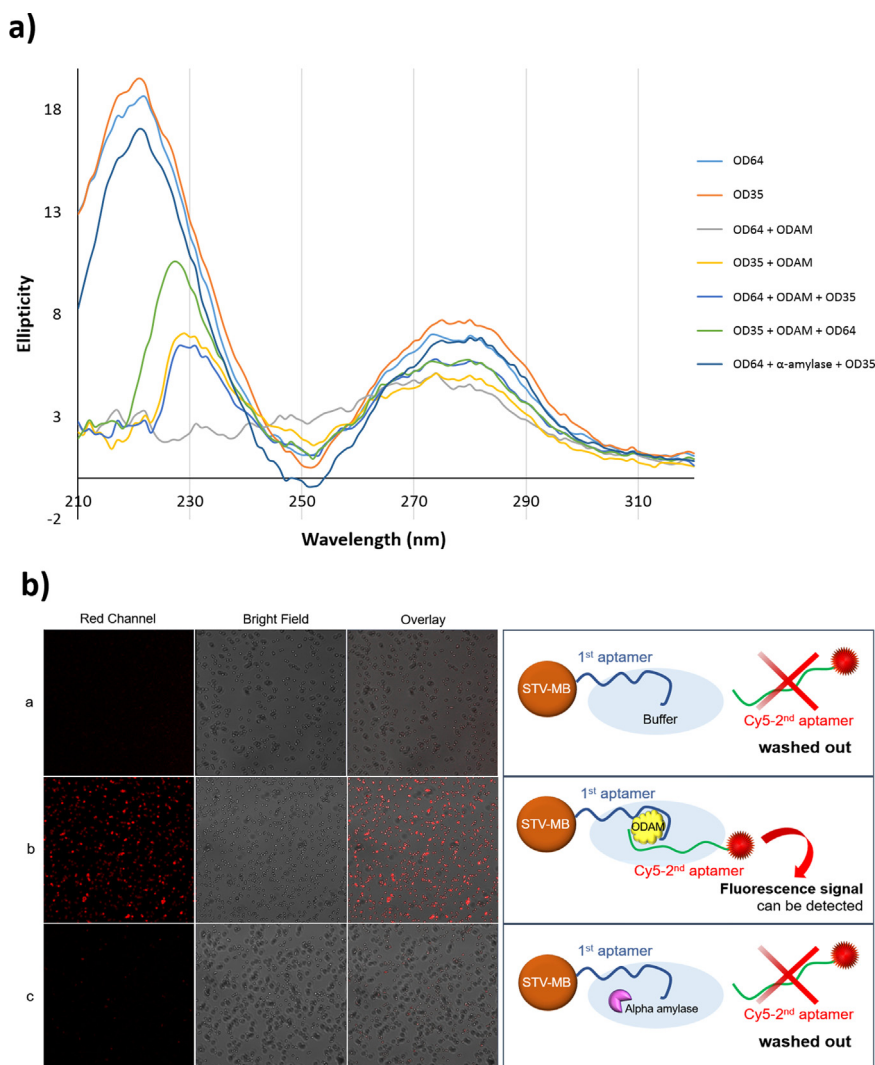 a)
18
13
8
3
-2
Ellipticity
210
230
250
270
290
310
Wavelength (nm)
OD64
OD35
OD64 + ODAM
OD35 + ODAM
OD64 + ODAM + OD35
OD35 + ODAM + OD64
OD64 + α-amylase + OD35
b)
Red Channel
Bright Field
Overlay
a
b
c
1st aptamer
STV-MB
Buffer
Cy5-2nd aptamer
washed out
1st aptamer
STV-MB
ODAM
Cy5-2nd aptamer
Fluorescence signal
can be detected
1st aptamer
STV-MB
Alpha amylase
Cy5-2nd aptamer
washed out